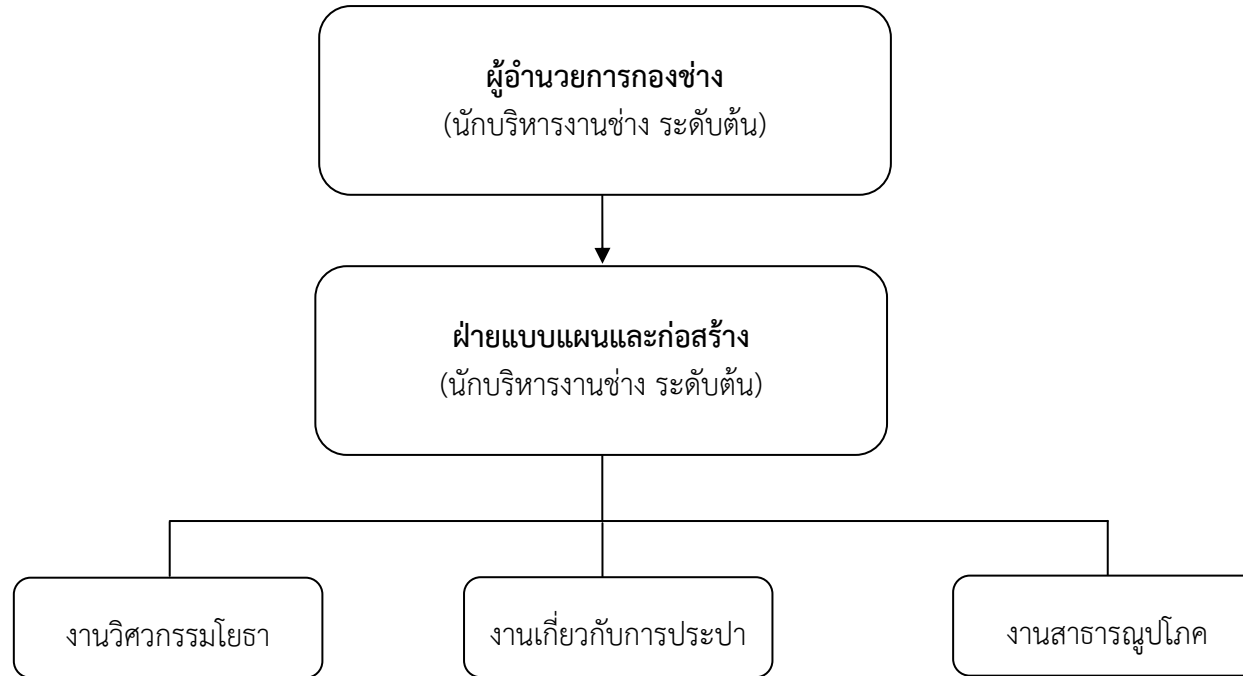 ผู้อำนวยการกองช่าง
(นักบริหารงานช่าง ระดับต้น)
ฝ่ายแบบแผนและก่อสร้าง
(นักบริหารงานช่าง ระดับต้น)
งานวิศวกรรมโยธา
งานเกี่ยวกับการประปา
งานสาธารณูปโภค